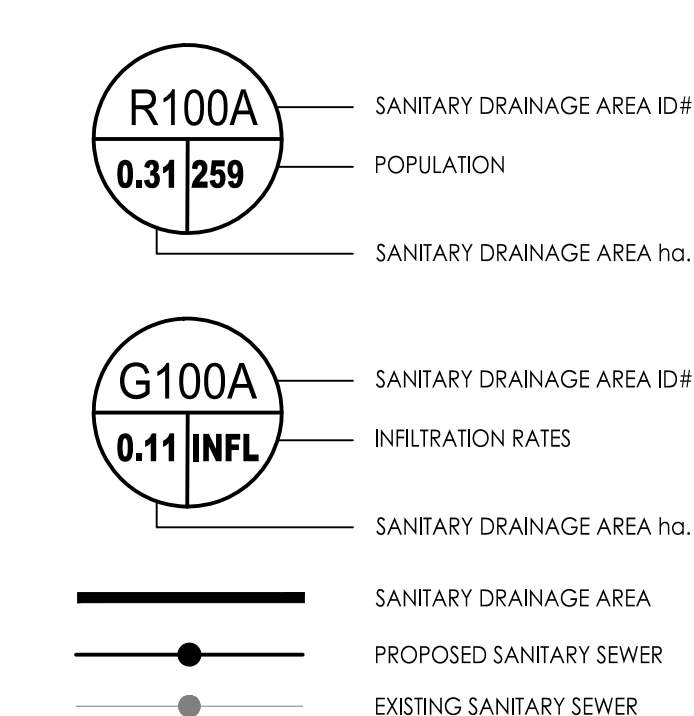 R100A
SANITARY DRAINAGE AREA ID#
0.31 259
POPULATION
SANITARY DRAINAGE AREA ha.
G100A
SANITARY DRAINAGE AREA ID#
0.11 INFL
INFILTRATION RATES
SANITARY DRAINAGE AREA ha.
SANITARY DRAINAGE AREA
PROPOSED SANITARY SEWER
EXISTING SANITARY SEWER